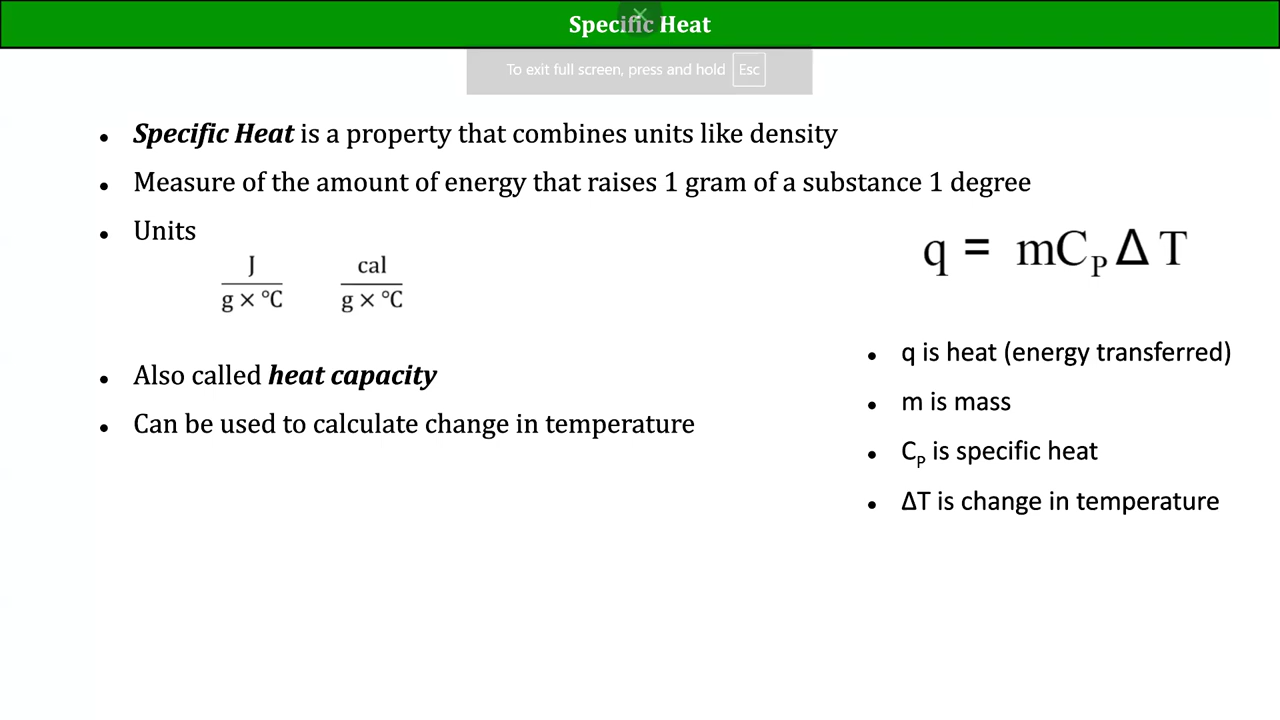 Specific Heat
To exit full screen, press and hold Esc
• Specific Heat is a property that combines units like density
• Measure of the amount of energy that raises 1 gram of a substance 1 degree
• Units
J
g × °C
cal
g × °C
• Also called heat capacity
• Can be used to calculate change in temperature
q = mC_P Δ T
• q is heat (energy transferred)
• m is mass
• C_P is specific heat
• ΔT is change in temperature